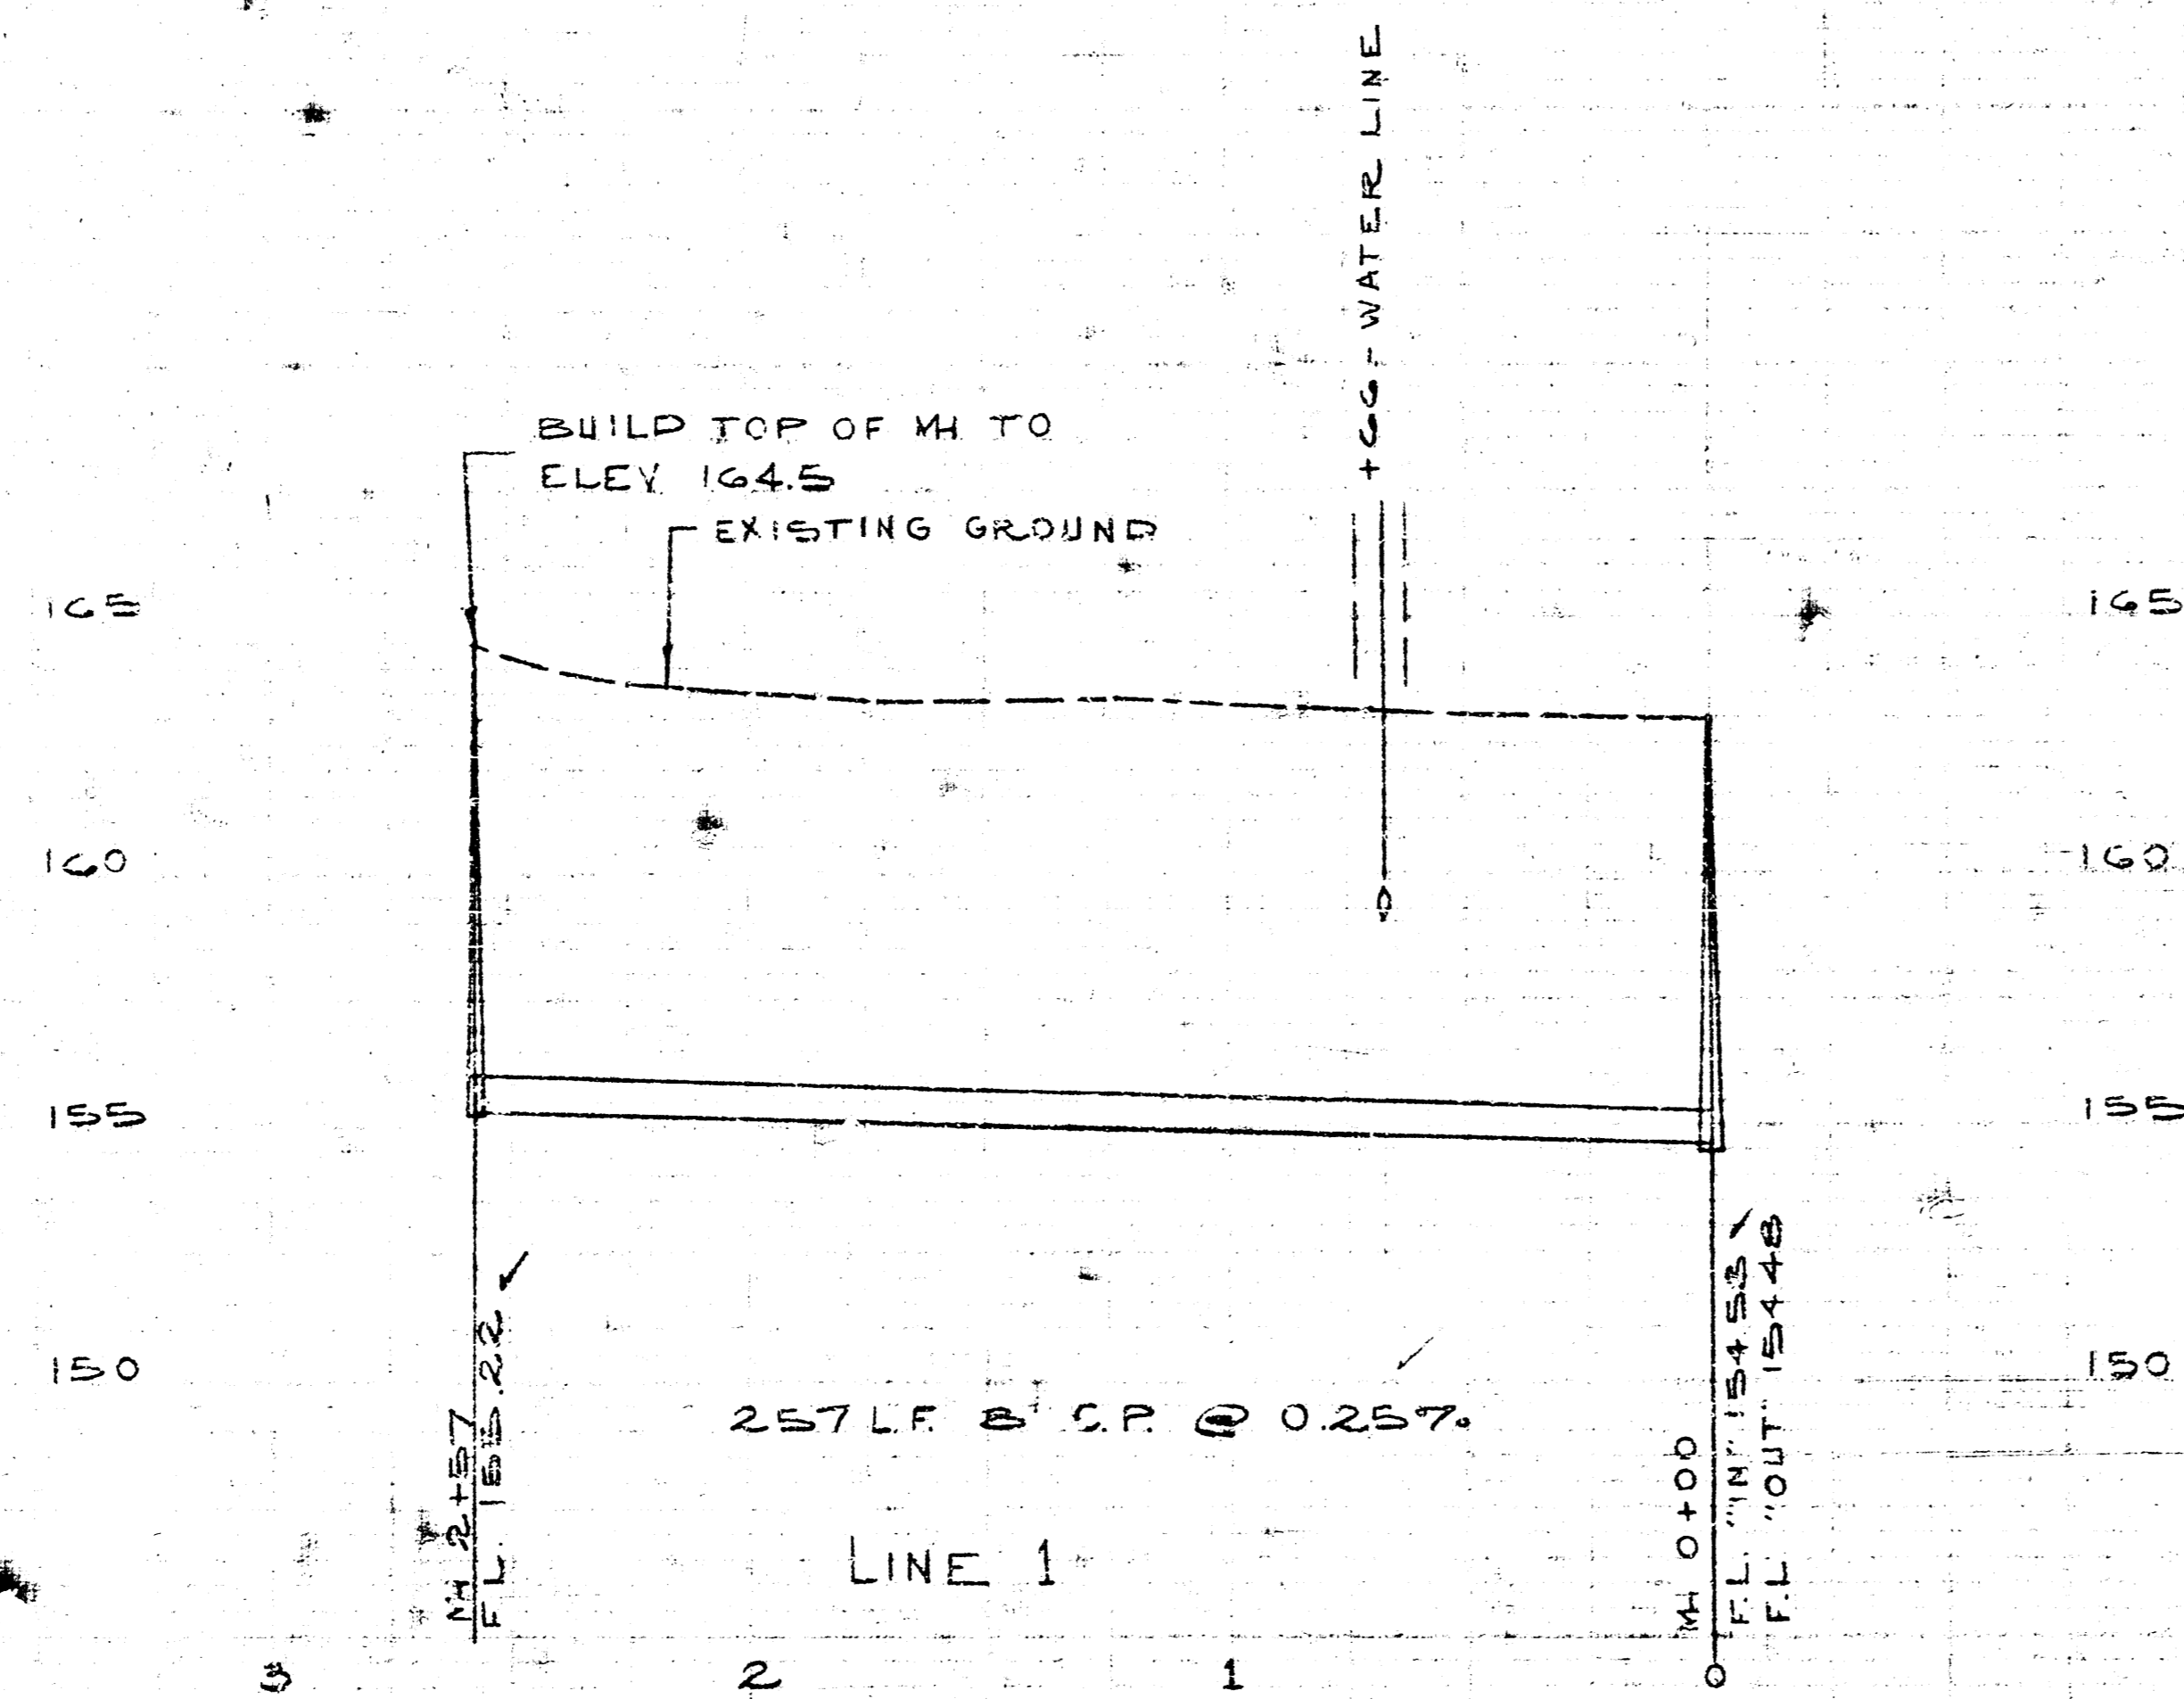 +66 - WATER LINE
BUILD TOP OF MH TO
ELEV 164.5
EXISTING GROUND
165
165
160
160
155
155
150
150
MH 2+57
F.L. 155.22
257 L.F. 8" C.P. @ 0.25%
MH 0+00
F.L. "IN" 154.53
F.L. "OUT" 154.48
LINE 1
3 2 1 0